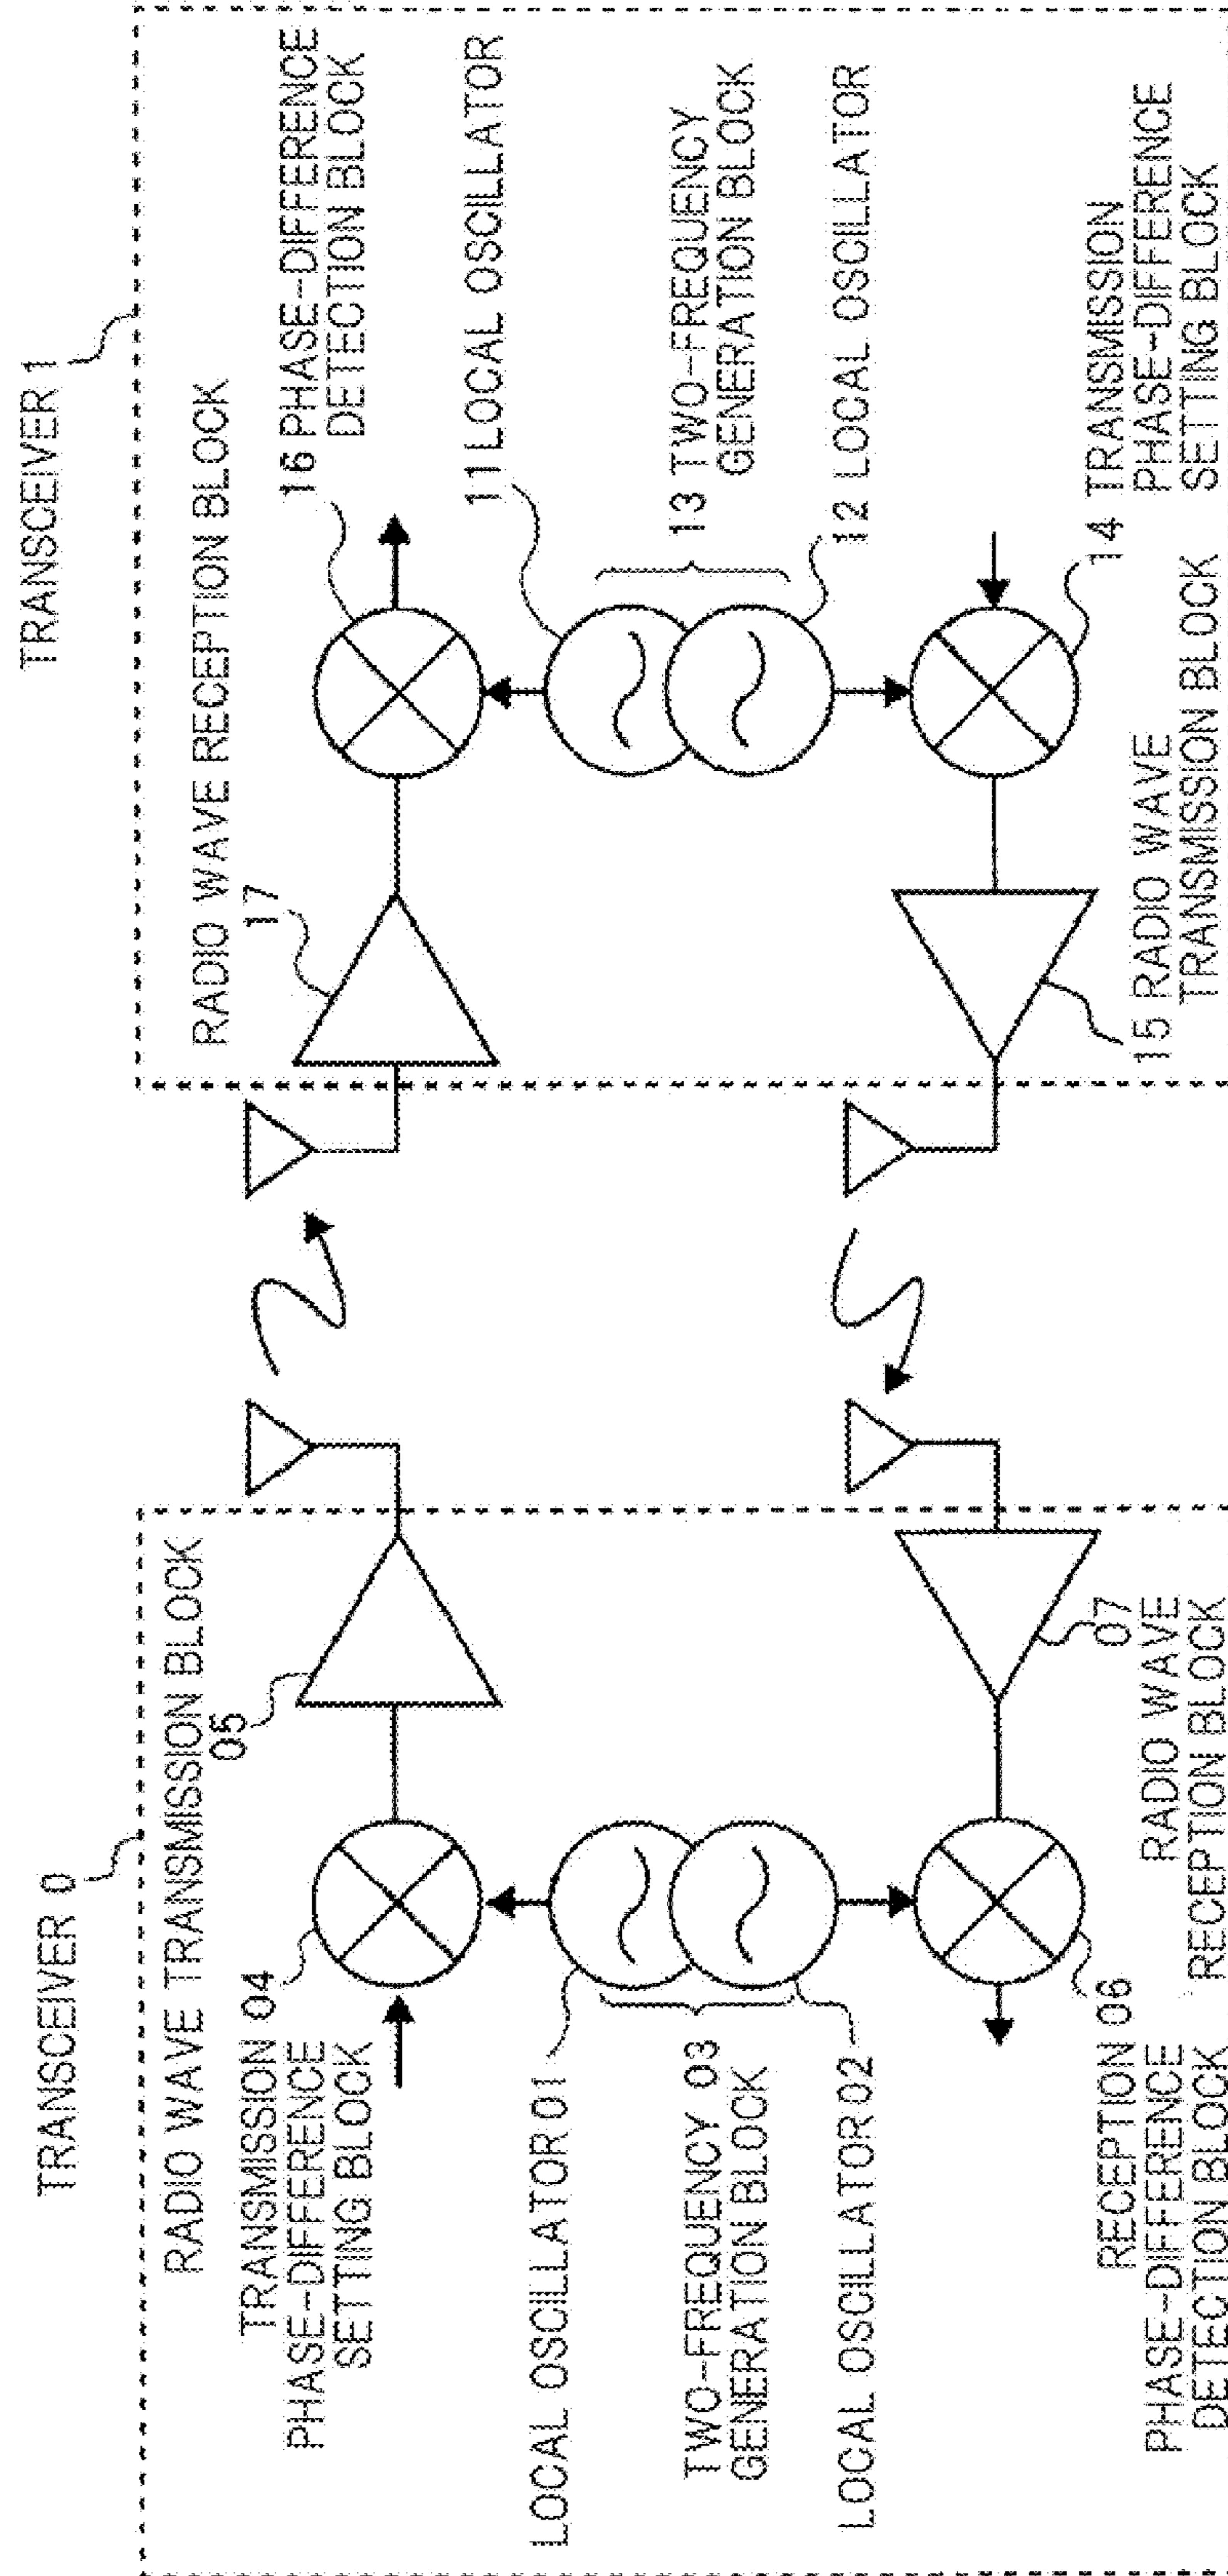 TRANSCEIVER 0
RADIO WAVE TRANSMISSION BLOCK
05
TRANSMISSION 04
PHASE-DIFFERENCE
SETTING BLOCK
LOCAL OSCILLATOR 01
TWO-FREQUENCY 03
GENERATION BLOCK
LOCAL OSCILLATOR 02
RECEPTION 06
PHASE-DIFFERENCE
DETECTION BLOCK
07
RADIO WAVE
RECEPTION BLOCK
TRANSCEIVER 1
RADIO WAVE RECEPTION BLOCK
17
16 PHASE-DIFFERENCE
DETECTION BLOCK
11 LOCAL OSCILLATOR
13 TWO-FREQUENCY
GENERATION BLOCK
12 LOCAL OSCILLATOR
14 TRANSMISSION
PHASE-DIFFERENCE
SETTING BLOCK
15 RADIO WAVE
TRANSMISSION BLOCK